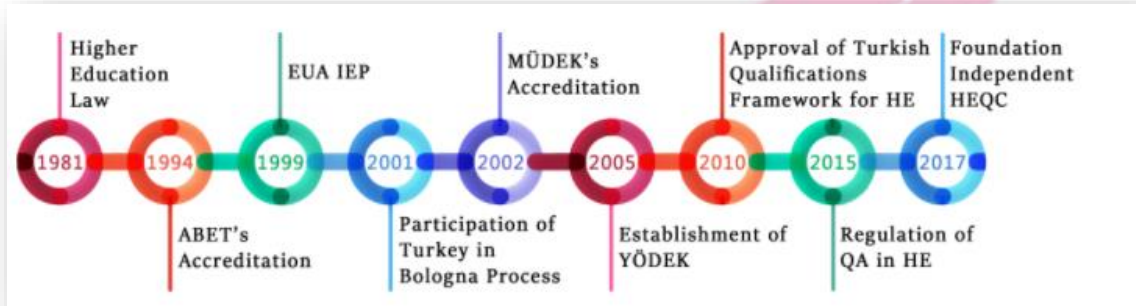 Higher
Education
Law
EUA IEP
MÜDEK's
Accreditation
Approval of Turkish
Qualifications
Framework for HE
Foundation
Independent
HEQC
1981
1994
1999
2001
2002
2005
2010
2015
2017
ABET's
Accreditation
Participation of
Turkey in
Bologna Process
Establishment of
YÖDEK
Regulation of
QA in HE